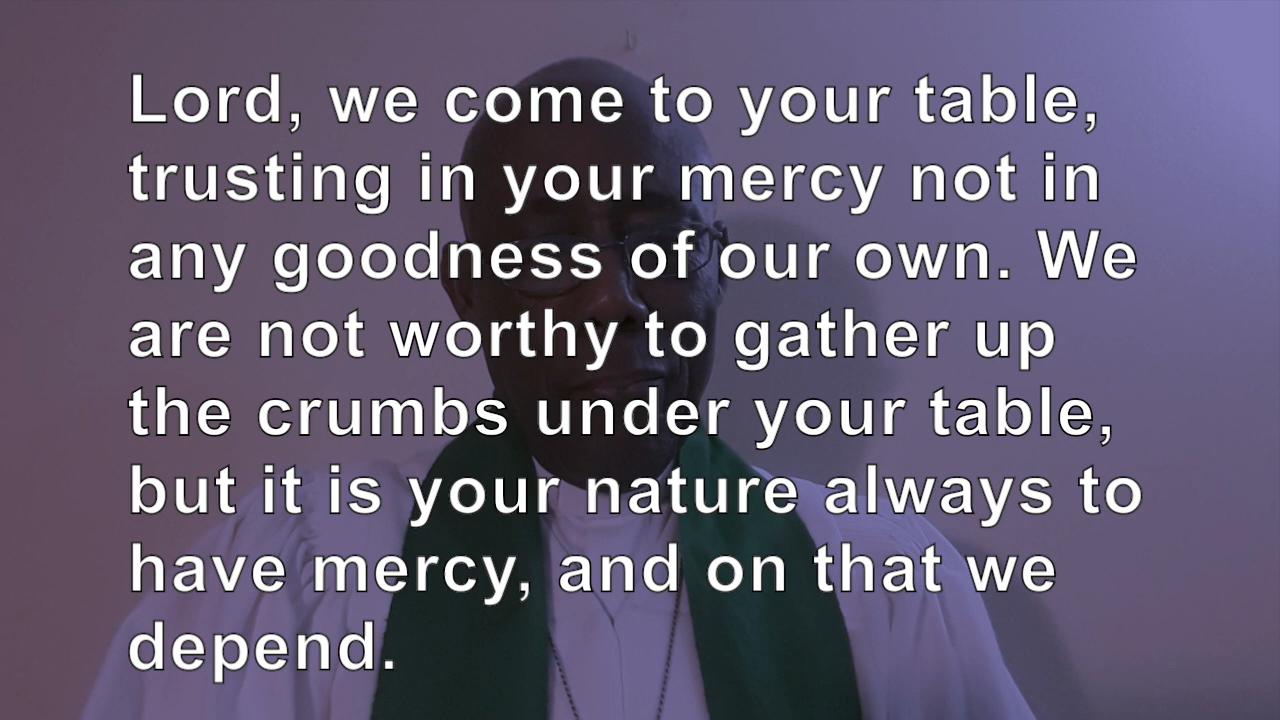 Lord, we come to your table,
trusting in your mercy not in
any goodness of our own. We
are not worthy to gather up
the crumbs under your table,
but it is your nature always to
have mercy, and on that we
depend.